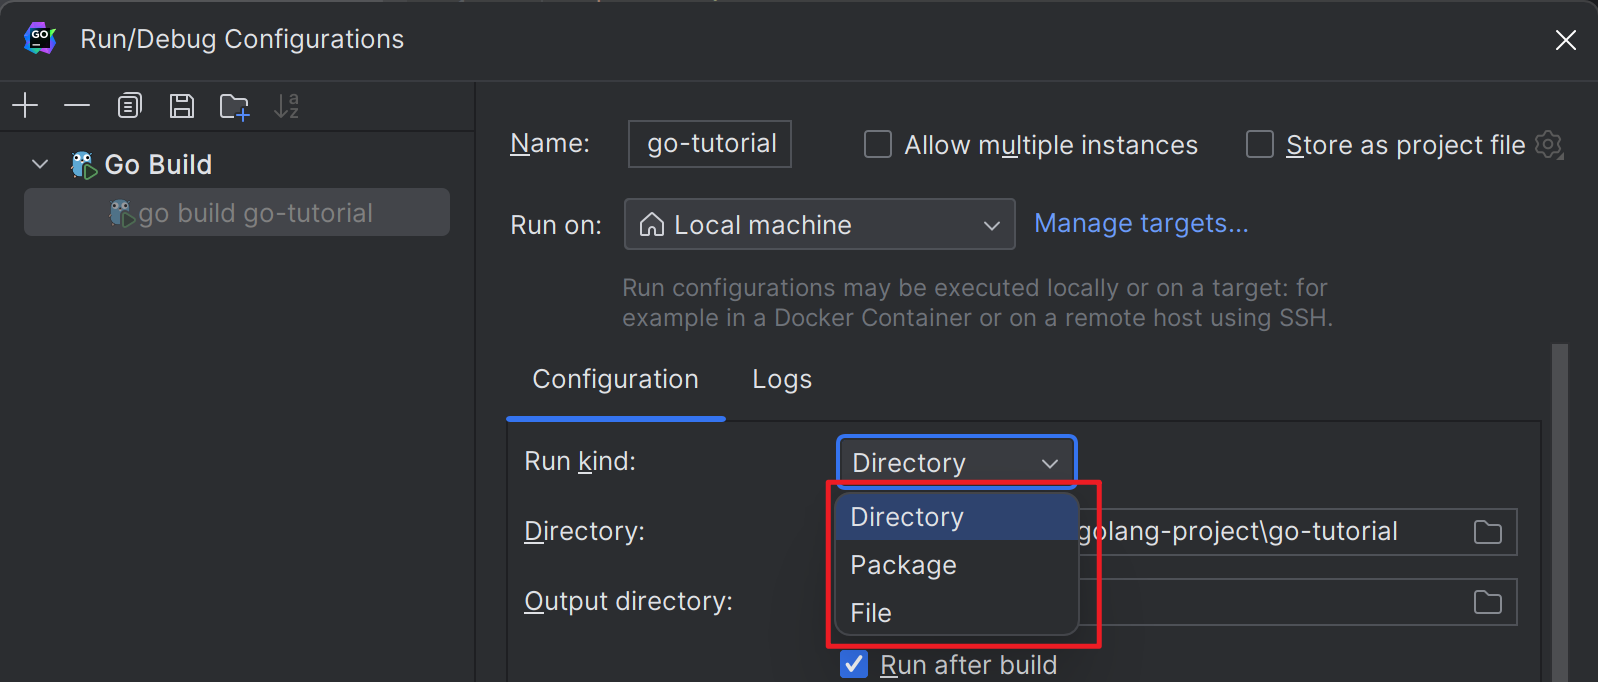 GO
Run/Debug Configurations
a
z
Go Build
go build go-tutorial
Name: go-tutorial Allow multiple instances Store as project file
Run on: Local machine Manage targets...
Run configurations may be executed locally or on a target: for
example in a Docker Container or on a remote host using SSH.
Configuration Logs
Run kind: Directory
Directory
Directory: golang-project\go-tutorial
Package
Output directory:
File
Run after build